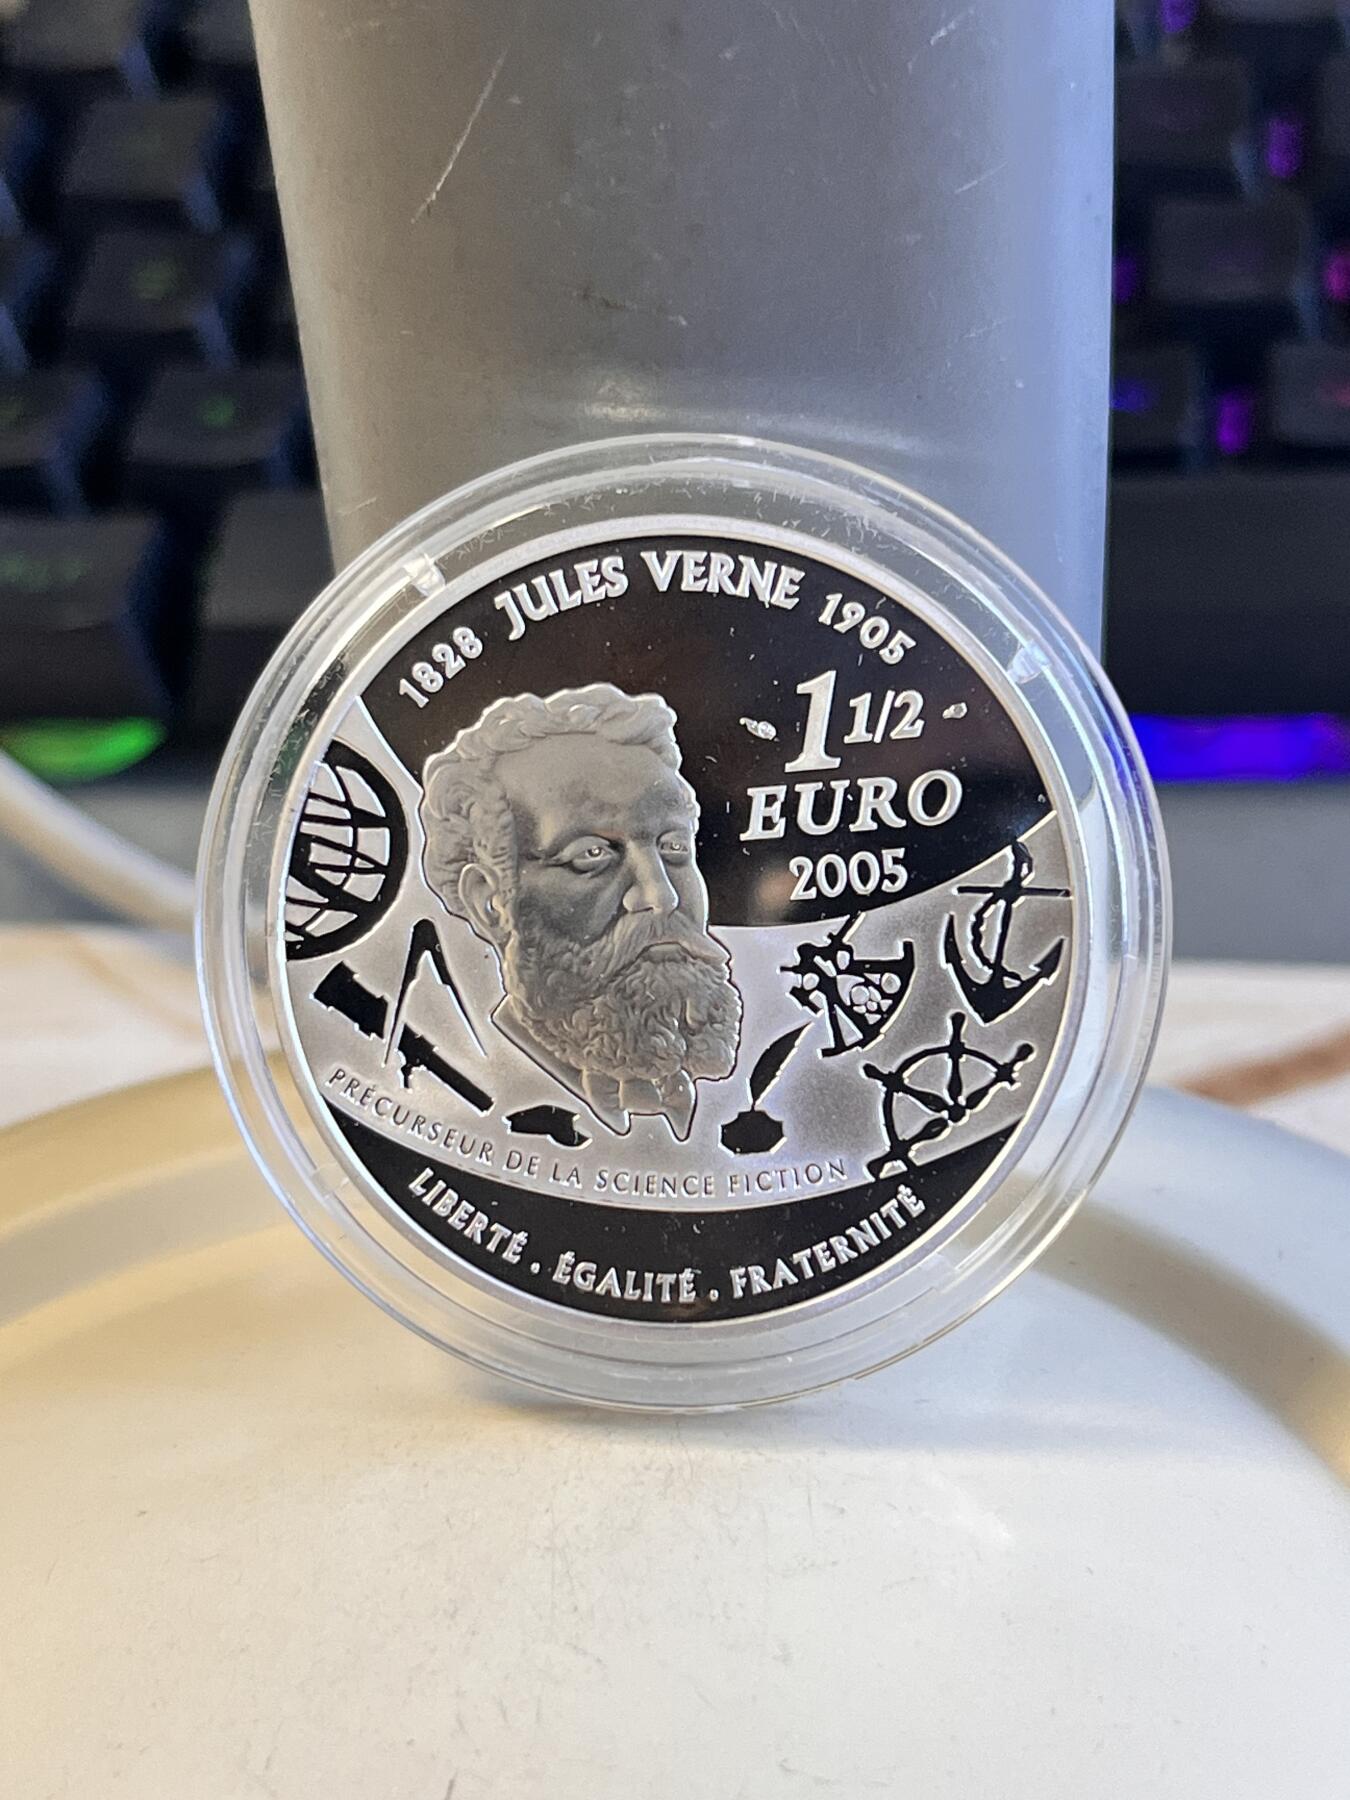 1828 JULES VERNE 1905
1 1/2
EURO
2005
PRÉCURSEUR DE LA SCIENCE FICTION
LIBERTÉ . ÉGALITÉ . FRATERNITÉ